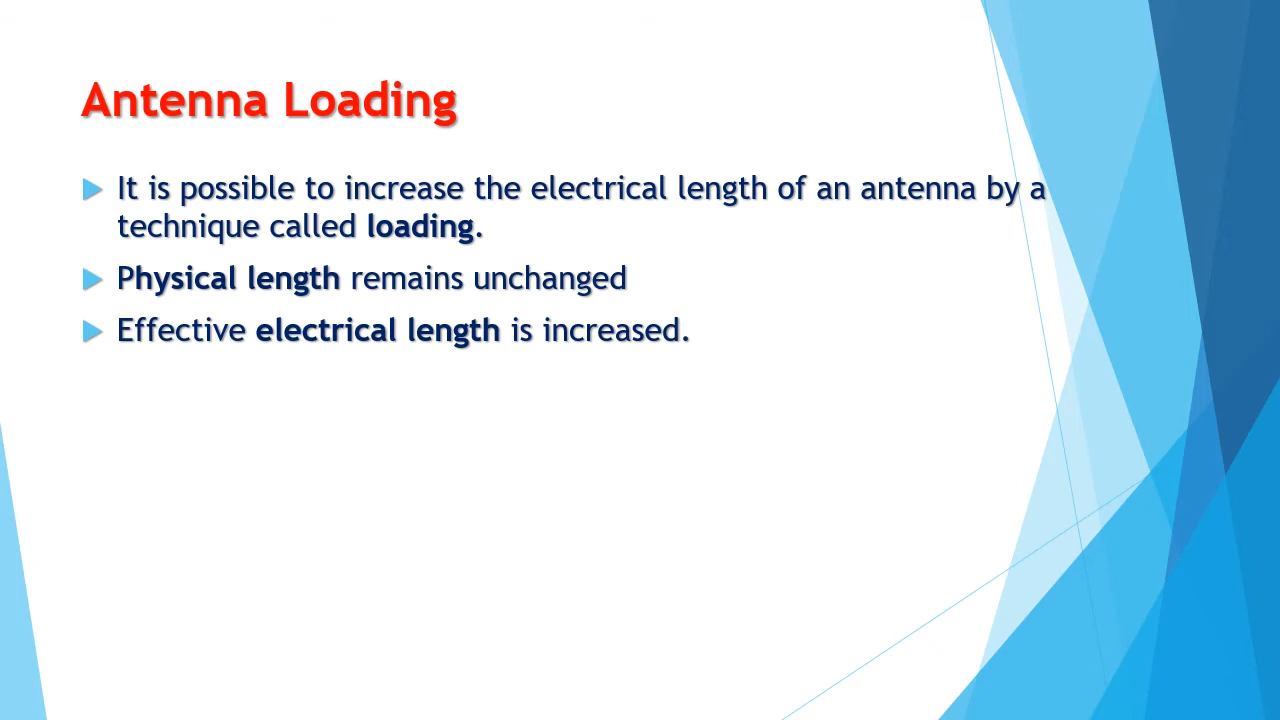 Antenna Loading
It is possible to increase the electrical length of an antenna by a
technique called loading.
Physical length remains unchanged
Effective electrical length is increased.